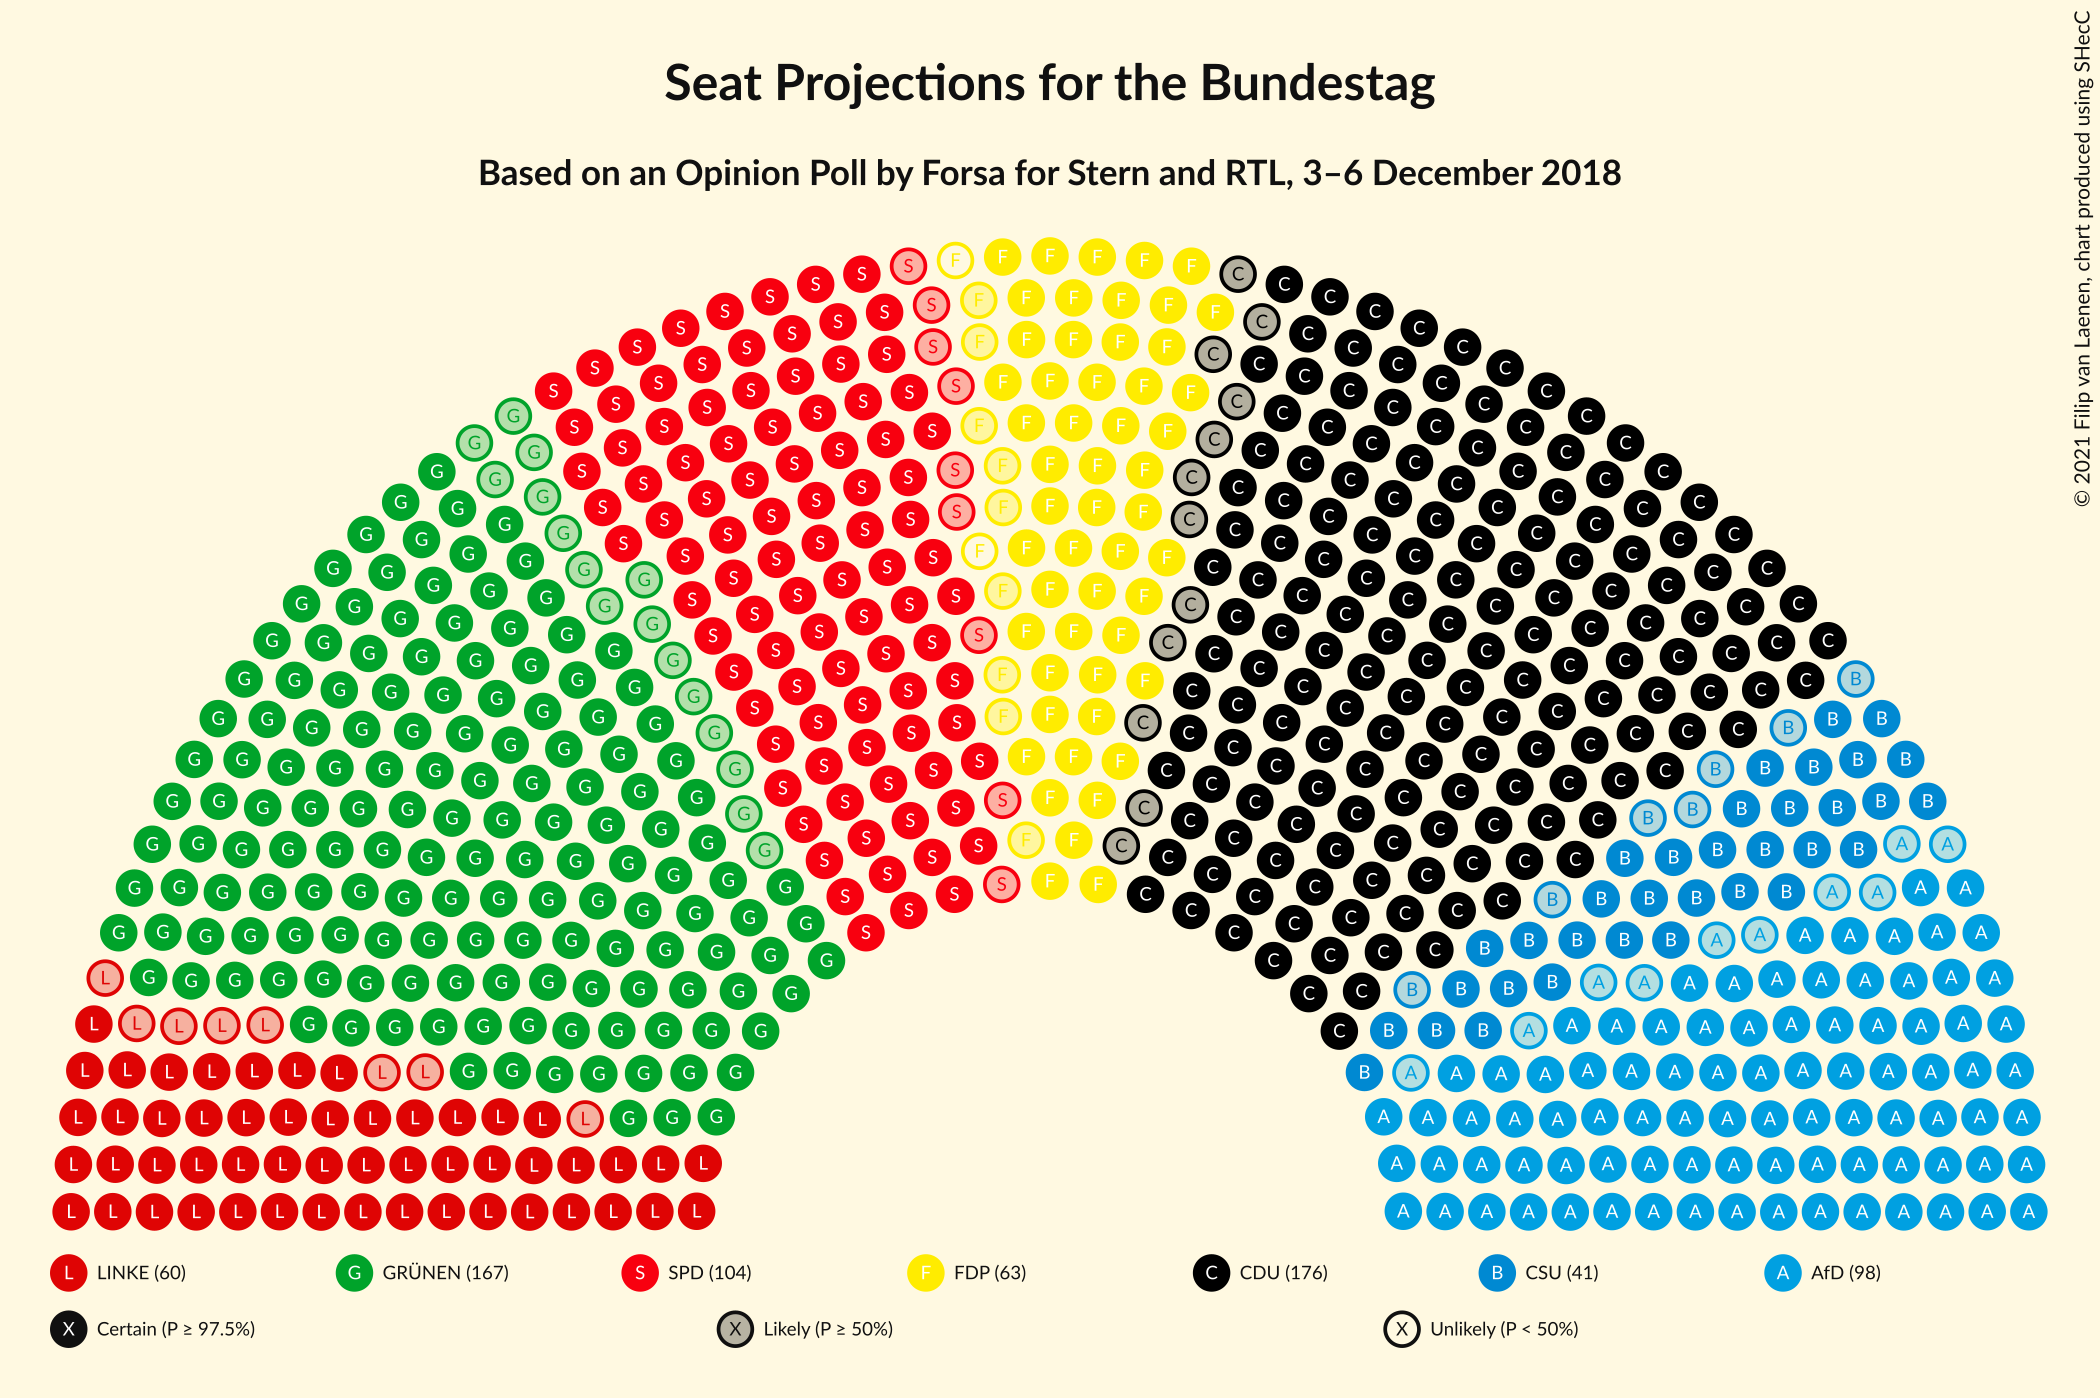 Seat Projections for the Bundestag
Based on an Opinion Poll by Forsa for Stern and RTL, 3–6 December 2018
© 2021 Filip van Laenen, chart produced using SHecC
L LINKE (60) G GRÜNEN (167) S SPD (104) F FDP (63) C CDU (176) B CSU (41) A AfD (98)
X Certain (P ≥ 97.5%) X Likely (P ≥ 50%) X Unlikely (P < 50%)